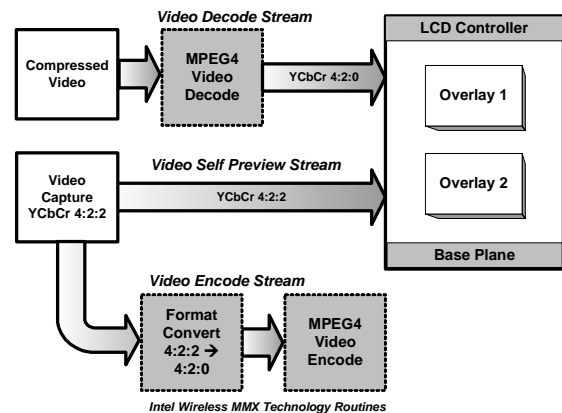 Video Decode Stream
Compressed
Video
MPEG4
Video
Decode
YCbCr 4:2:0
LCD Controller
Overlay 1
Overlay 2
Base Plane
Video Self Preview Stream
Video
Capture
YCbCr 4:2:2
YCbCr 4:2:2
Video Encode Stream
Format
Convert
4:2:2 →
4:2:0
MPEG4
Video
Encode
Intel Wireless MMX Technology Routines